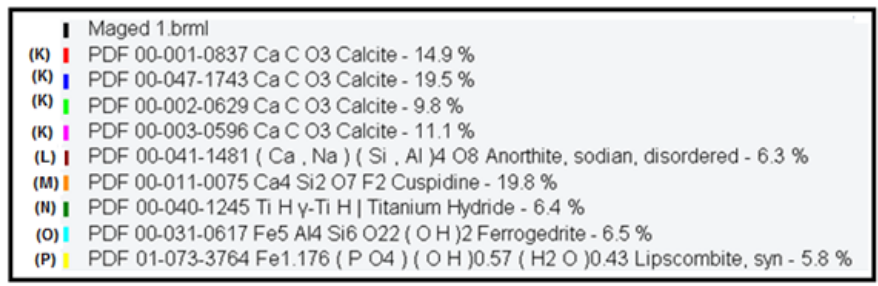 Maged 1.brml
(K) PDF 00-001-0837 Ca C O3 Calcite - 14.9 %
(K) PDF 00-047-1743 Ca C O3 Calcite - 19.5 %
(K) PDF 00-002-0629 Ca C O3 Calcite - 9.8 %
(K) PDF 00-003-0596 Ca C O3 Calcite - 11.1 %
(L) PDF 00-041-1481 ( Ca , Na ) ( Si , Al )4 O8 Anorthite, sodian, disordered - 6.3 %
(M) PDF 00-011-0075 Ca4 Si2 O7 F2 Cuspidine - 19.8 %
(N) PDF 00-040-1245 Ti H γ-Ti H | Titanium Hydride - 6.4 %
(O) PDF 00-031-0617 Fe5 Al4 Si6 O22 ( O H )2 Ferrogedrite - 6.5 %
(P) PDF 01-073-3764 Fe1.176 ( P O4 ) ( O H )0.57 ( H2 O )0.43 Lipscombite, syn - 5.8 %